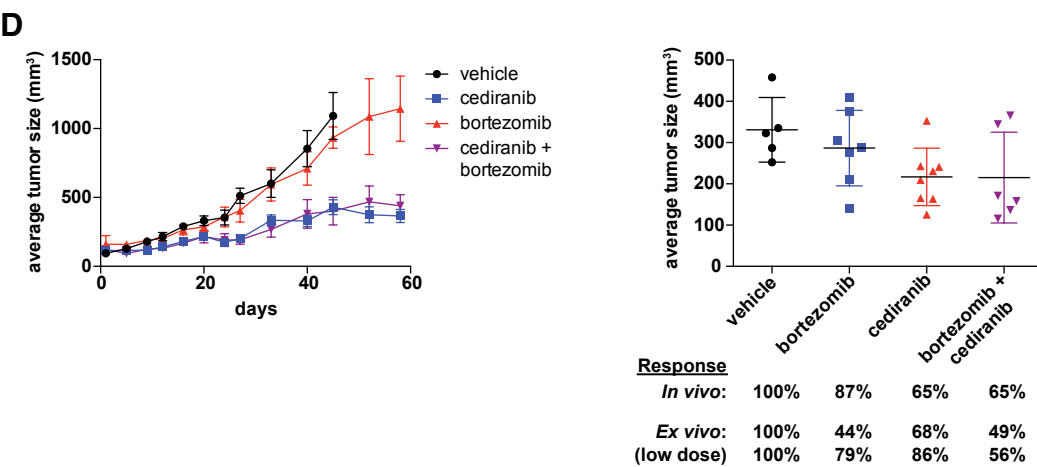 D
average tumor size (mm³)
1500
1000
500
0
0
20
40
60
days
vehicle
cediranib
bortezomib
cediranib +
bortezomib
average tumor size (mm³)
500
400
300
200
100
0
vehicle
bortezomib
cediranib
bortezomib +
cediranib
Response
In vivo: 100% 87% 65% 65%
Ex vivo: 100% 44% 68% 49%
(low dose) 100% 79% 86% 56%